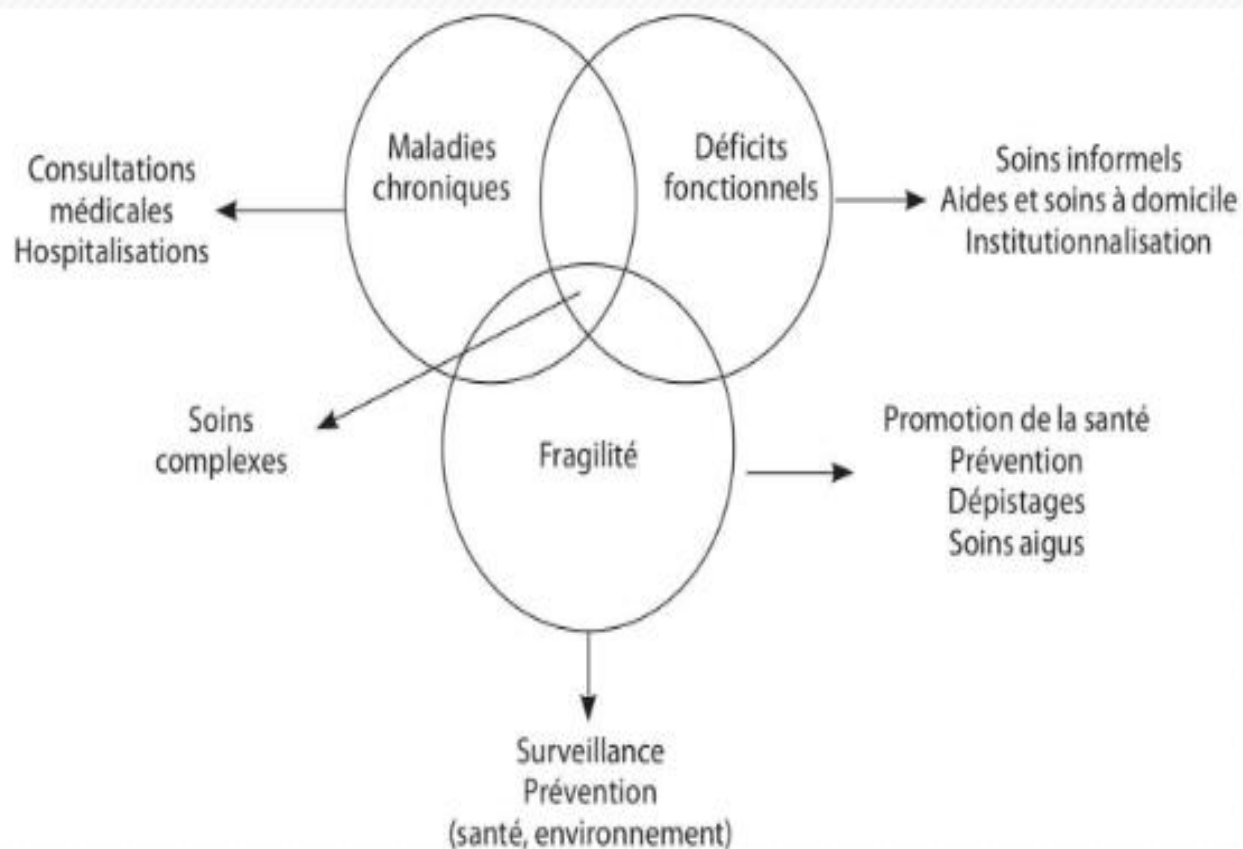 Maladies
chroniques
Déficits
fonctionnels
Consultations
médicales
Hospitalisations
Soins informels
Aides et soins à domicile
Institutionnalisation
Soins
complexes
Fragilité
Promotion de la santé
Prévention
Dépistages
Soins aigus
Surveillance
Prévention
(santé, environnement)